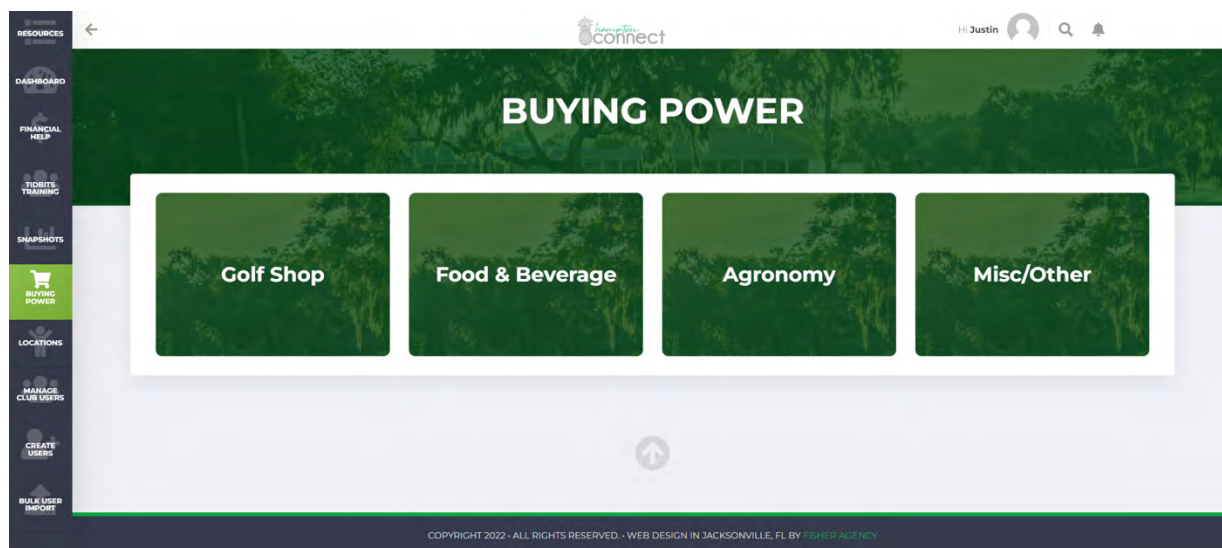 RESOURCES
hampton
connect
Hi Justin
DASHBOARD
FINANCIAL
HELP
TIDBITS
TRAINING
SNAPSHOTS
BUYING
POWER
LOCATIONS
MANAGE
CLUB USERS
CREATE
USERS
BULK USER
IMPORT
BUYING POWER
Golf Shop
Food & Beverage
Agronomy
Misc/Other
COPYRIGHT 2022 - ALL RIGHTS RESERVED. • WEB DESIGN IN JACKSONVILLE, FL BY FISHER AGENCY